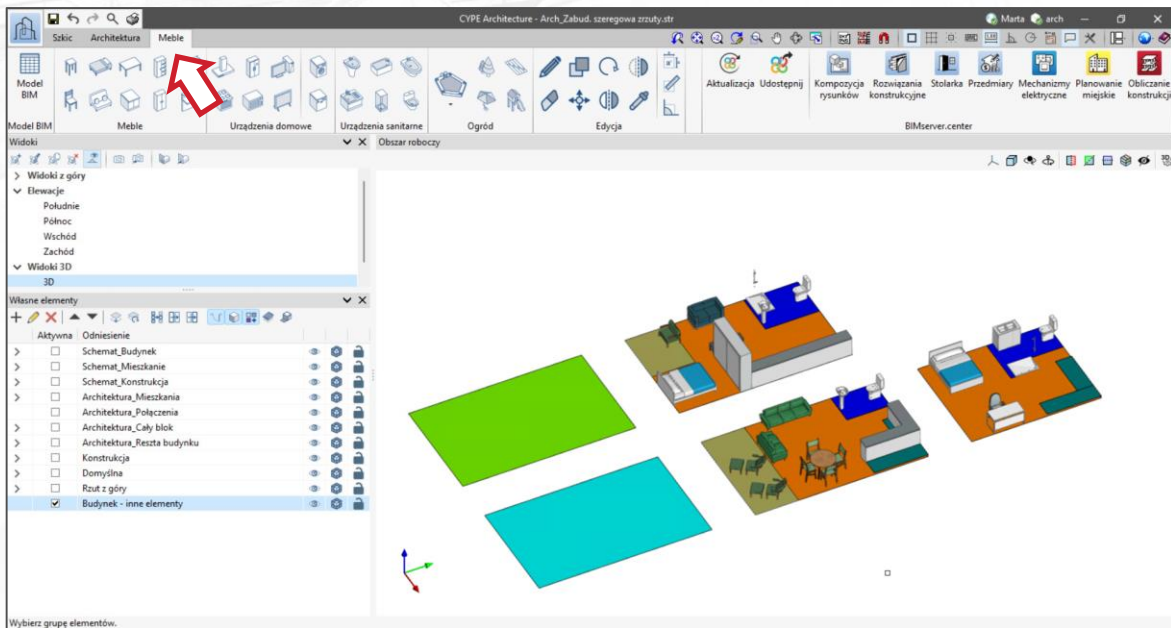 CYPE Architecture - Arch_Zabud. szeregowa zrzuty.str
Marta
arch
Szkic
Architektura
Meble
Model BIM
Aktualizacja
Udostępnij
Kompozycja rysunków
Rozwiązania konstrukcyjne
Stolarka
Przedmiary
Mechanizmy elektryczne
Planowanie miejskie
Obliczanie konstrukcji
Model BIM
Meble
Urządzenia domowe
Urządzenia sanitarne
Ogród
Edycja
BIMserver.center
Widoki
Obszar roboczy
Widoki z góry
Elewacje
Południe
Północ
Wschód
Zachód
Widoki 3D
3D
Własne elementy
Aktywna
Odniesienie
Schemat_Budynek
Schemat_Mieszkanie
Schemat_Konstrukcja
Architektura_Mieszkania
Architektura_Połączenia
Architektura_Cały blok
Architektura_Reszta budynku
Konstrukcja
Domyślna
Rzut z góry
Budynek - inne elementy
Wybierz grupę elementów.